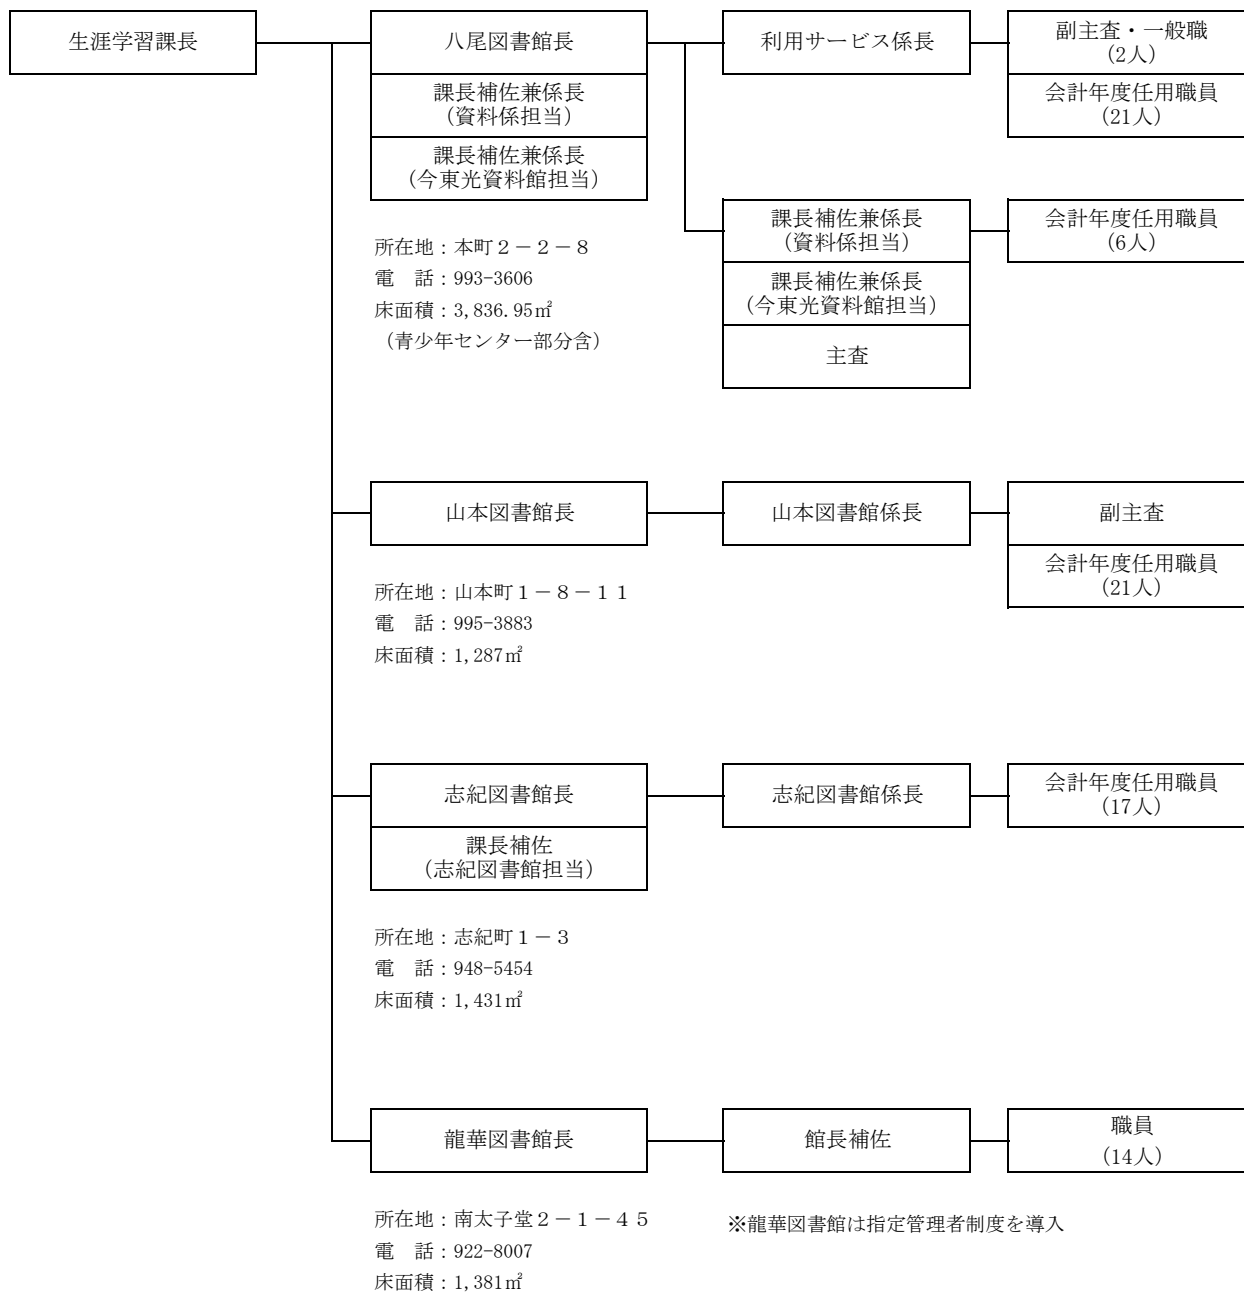 生涯学習課長
八尾図書館長
課長補佐兼係長
(資料係担当)
課長補佐兼係長
(今東光資料館担当)
所在地：本町２－２－８
電　話：993-3606
床面積：3,836.95㎡
（青少年センター部分含）
利用サービス係長
副主査・一般職
(2人)
会計年度任用職員
(21人)
課長補佐兼係長
(資料係担当)
課長補佐兼係長
(今東光資料館担当)
主査
会計年度任用職員
(6人)
山本図書館長
山本図書館係長
副主査
会計年度任用職員
(21人)
所在地：山本町１－８－１１
電　話：995-3883
床面積：1,287㎡
志紀図書館長
課長補佐
(志紀図書館担当)
志紀図書館係長
会計年度任用職員
(17人)
所在地：志紀町１－３
電　話：948-5454
床面積：1,431㎡
龍華図書館長
館長補佐
職員
(14人)
所在地：南太子堂２－１－４５
電　話：922-8007
床面積：1,381㎡
※龍華図書館は指定管理者制度を導入